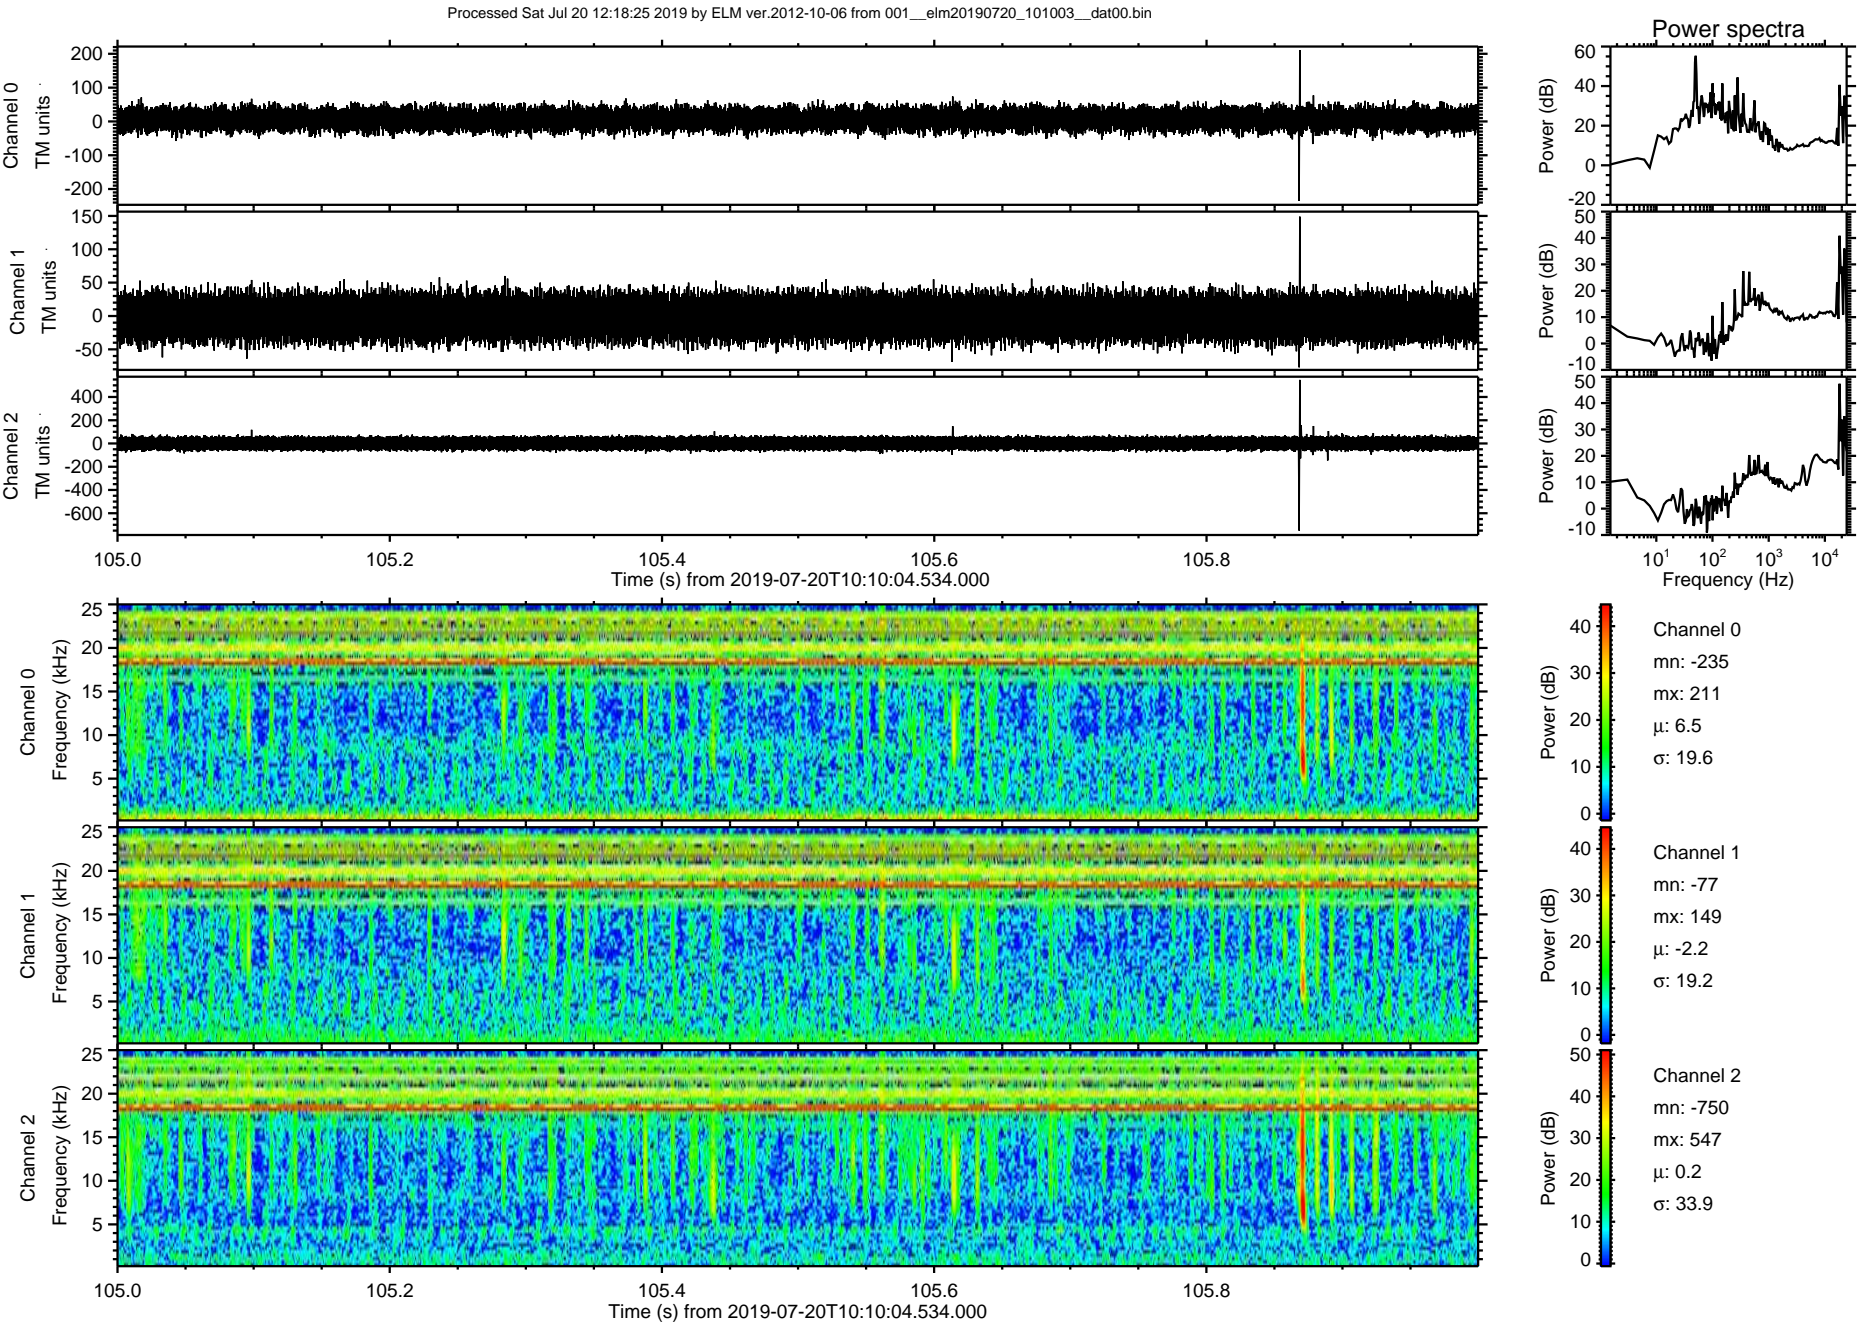 Processed Sat Jul 20 12:18:25 2019 by ELM ver.2012-10-06 from 001__elm20190720_101003__dat00.bin
Power spectra
Channel 0
TM units
200
100
0
-100
-200
Power (dB)
60
40
20
0
-20
Channel 1
TM units
150
100
50
0
-50
Power (dB)
50
40
30
20
10
0
-10
Channel 2
TM units
400
200
0
-200
-400
-600
Power (dB)
50
40
30
20
10
0
-10
105.0 105.2 105.4 105.6 105.8
Time (s) from 2019-07-20T10:10:04.534.000
10^1 10^2 10^3 10^4
Frequency (Hz)
Channel 0
Frequency (kHz)
25
20
15
10
5
Power (dB)
40
30
20
10
0
Channel 0
mn: -235
mx: 211
μ: 6.5
σ: 19.6
Channel 1
Frequency (kHz)
25
20
15
10
5
Power (dB)
40
30
20
10
0
Channel 1
mn: -77
mx: 149
μ: -2.2
σ: 19.2
Channel 2
Frequency (kHz)
25
20
15
10
5
Power (dB)
50
40
30
20
10
0
Channel 2
mn: -750
mx: 547
μ: 0.2
σ: 33.9
105.0 105.2 105.4 105.6 105.8
Time (s) from 2019-07-20T10:10:04.534.000